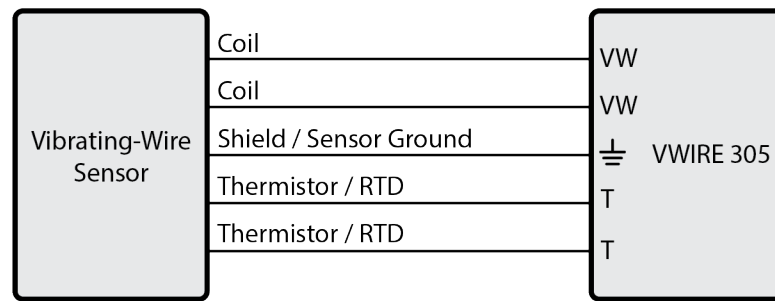 Coil
VW
Coil
VW
Vibrating-Wire
Sensor
Shield / Sensor Ground
VWIRE 305
Thermistor / RTD
T
Thermistor / RTD
T